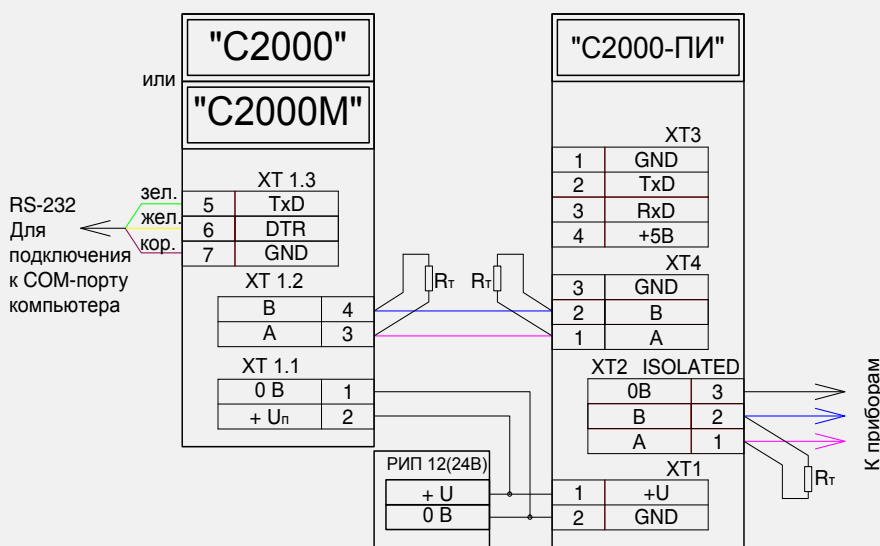 "С2000"
или
"С2000М"
XT 1.3
зел. 5 TxD
жел. 6 DTR
кор. 7 GND
RS-232
Для
подключения
к COM-порту
компьютера
XT 1.2
B 4
A 3
Rт
Rт
XT 1.1
0 В 1
+ Uп 2
РИП 12(24В)
+ U
0 В
"С2000-ПИ"
XT3
1 GND
2 TxD
3 RxD
4 +5В
XT4
3 GND
2 B
1 A
XT2 ISOLATED
0В 3
B 2
A 1
Rт
К приборам
XT1
1 +U
2 GND